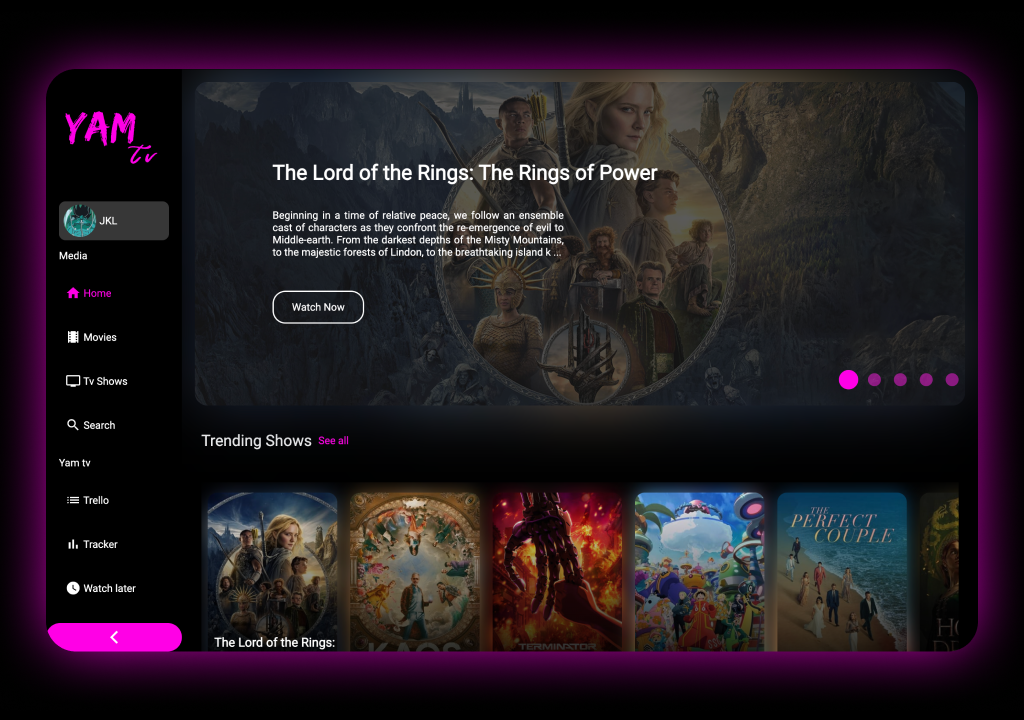 YAM
tv
JKL
Media
Home
Movies
Tv Shows
Search
Yam tv
Trello
Tracker
Watch later
The Lord of the Rings: The Rings of Power
Beginning in a time of relative peace, we follow an ensemble
cast of characters as they confront the re-emergence of evil to
Middle-earth. From the darkest depths of the Misty Mountains,
to the majestic forests of Lindon, to the breathtaking island k ...
Watch Now
Trending Shows See all
The Lord of the Rings:
KAOS
TERMINATOR
THE
PERFECT
COUPLE